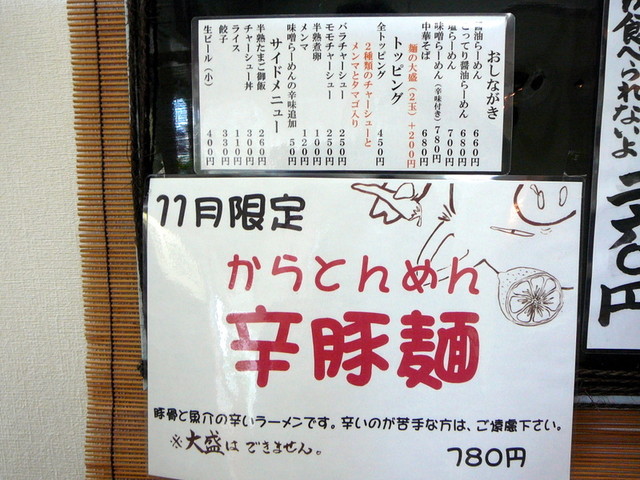 おしながき
醤油らーめん 600円
こってり醤油らーめん 680円
塩らーめん 700円
味噌らーめん(辛味付き) 780円
中華そば 680円
麺の大盛(2玉)+200円
トッピング
全トッピング 450円
2種類のチャーシューと
メンマとタマゴ入り
バラチャーシュー 250円
モモチャーシュー 250円
半熟煮卵 100円
メンマ 120円
味噌らーめんの辛味追加 50円
サイドメニュー
半熟たまご御飯 260円
チャーシュー丼 300円
ライス 110円
餃子 330円
生ビール(小) 400円
食べられないよ
11月限定
からとんめん
辛豚麺
豚骨と魚介の辛いラーメンです。辛いのが苦手な方は、ご遠慮下さい。
※大盛はできません。
780円